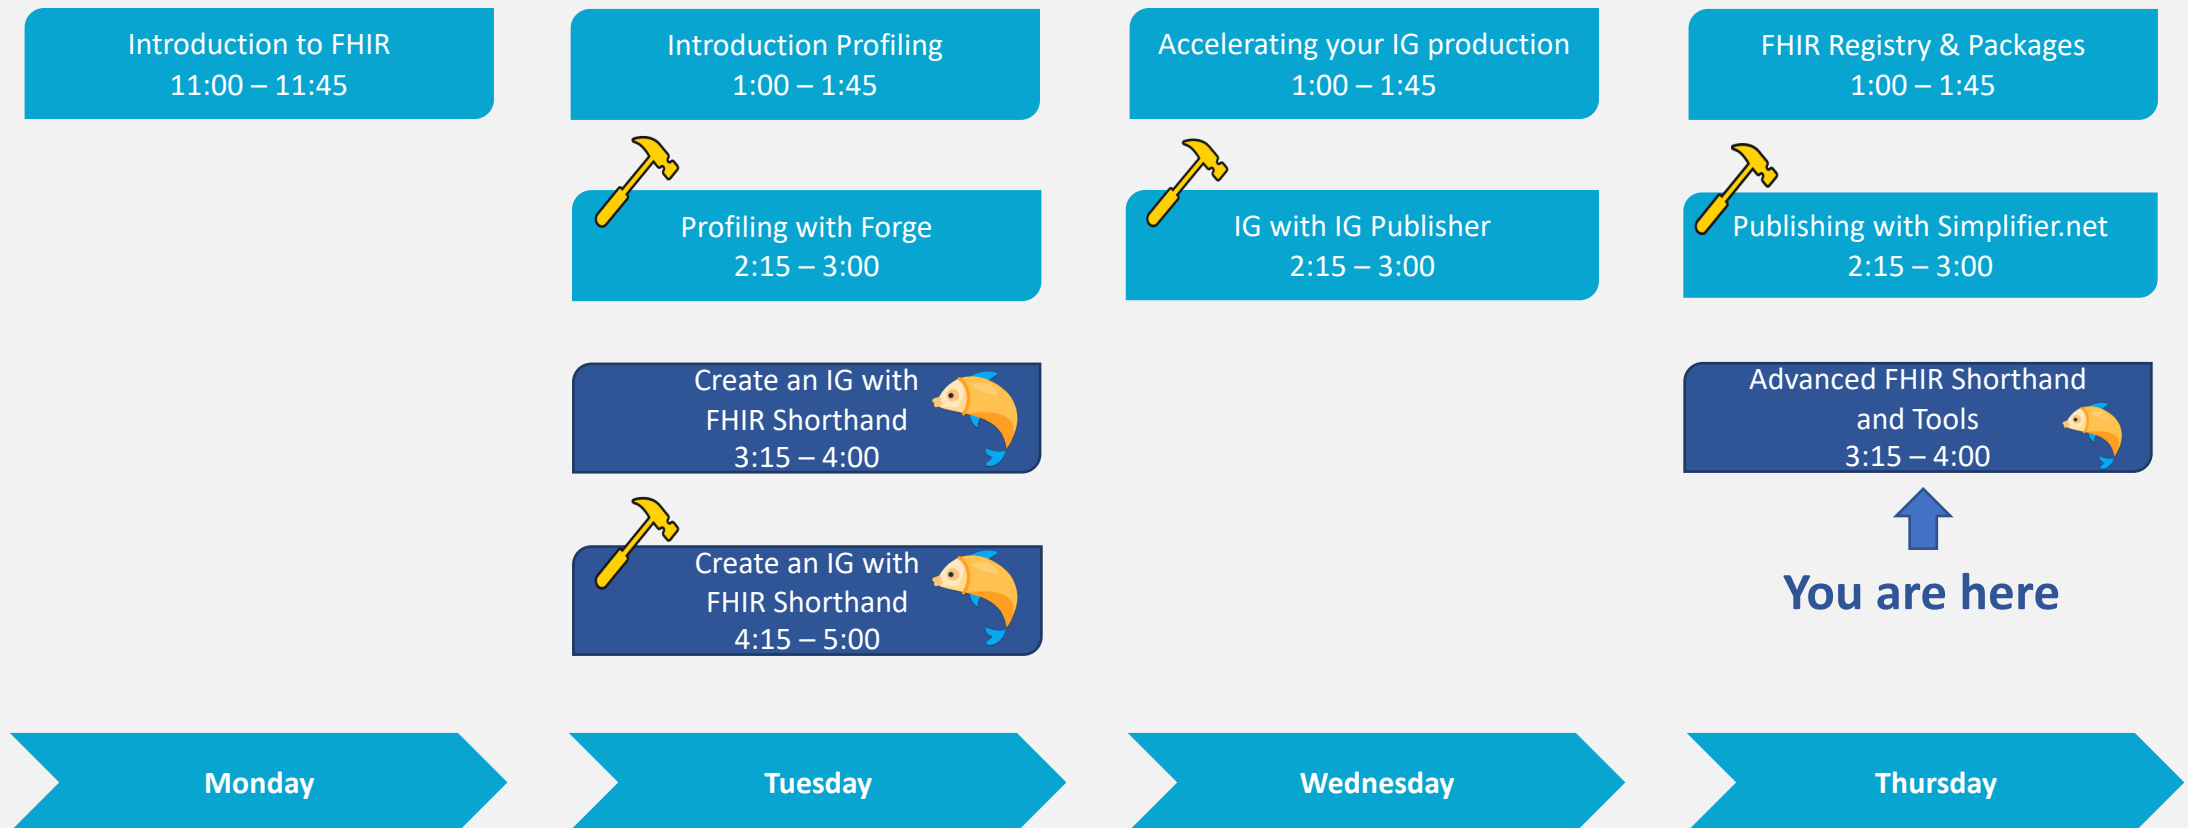 Introduction to FHIR
11:00 – 11:45
Introduction Profiling
1:00 – 1:45
Accelerating your IG production
1:00 – 1:45
FHIR Registry & Packages
1:00 – 1:45
Profiling with Forge
2:15 – 3:00
IG with IG Publisher
2:15 – 3:00
Publishing with Simplifier.net
2:15 – 3:00
Create an IG with
FHIR Shorthand
3:15 – 4:00
Advanced FHIR Shorthand
and Tools
3:15 – 4:00
You are here
Create an IG with
FHIR Shorthand
4:15 – 5:00
Monday
Tuesday
Wednesday
Thursday